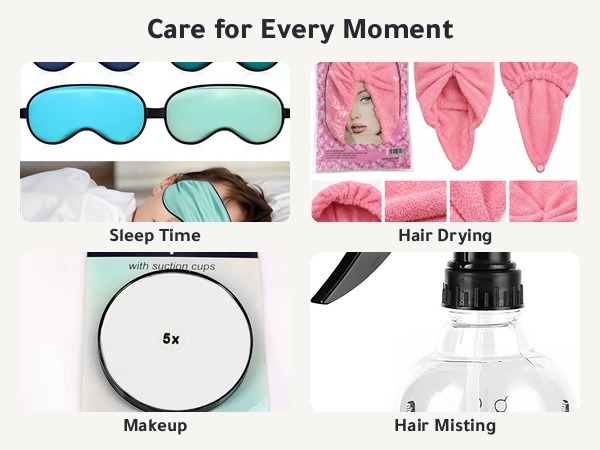 Care for Every Moment
Sleep Time
Hair Drying
with suction cups
5x
Makeup
Hair Misting